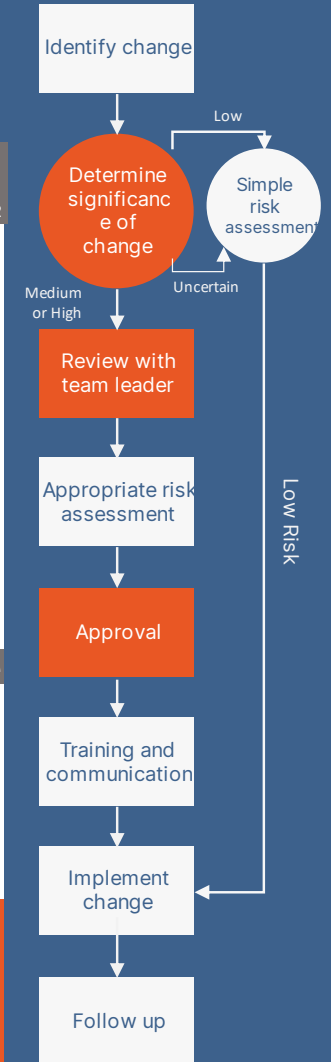 Identify change
Low
Determine
significanc
e of
change
Simple
risk
assessment
Uncertain
Medium
or High
Review with
team leader
Appropriate risk
assessment
Low Risk
Approval
Training and
communication
Implement
change
Follow up